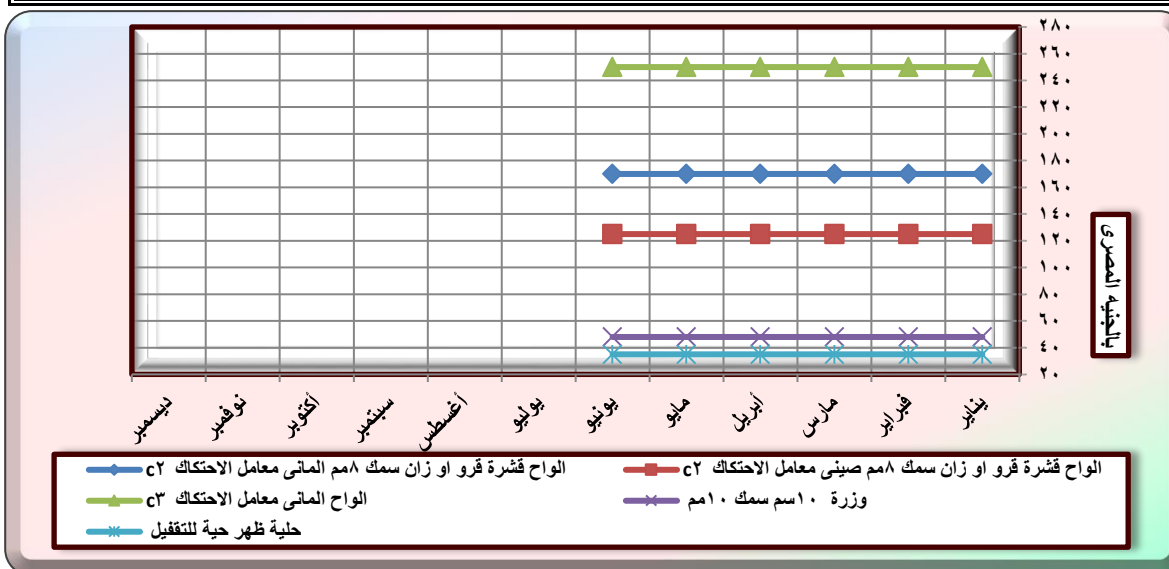 ٢٨٠
٢٦٠
٢٤٠
٢٢٠
٢٠٠
١٨٠
١٦٠
١٤٠
١٢٠
١٠٠
٨٠
٦٠
٤٠
٢٠
بالجنيه المصرى
يناير
فبراير
مارس
أبريل
مايو
يونيو
يوليو
أغسطس
سبتمبر
أكتوبر
نوفمبر
ديسمبر
الواح قشرة قرو او زان سمك ٨مم صينى معامل الاحتكاك c٢
الواح قشرة قرو او زان سمك ٨مم المانى معامل الاحتكاك c٢
وزرة ١٠سم سمك ١٠مم
الواح المانى معامل الاحتكاك c٣
حلية ظهر حية للتقفيل